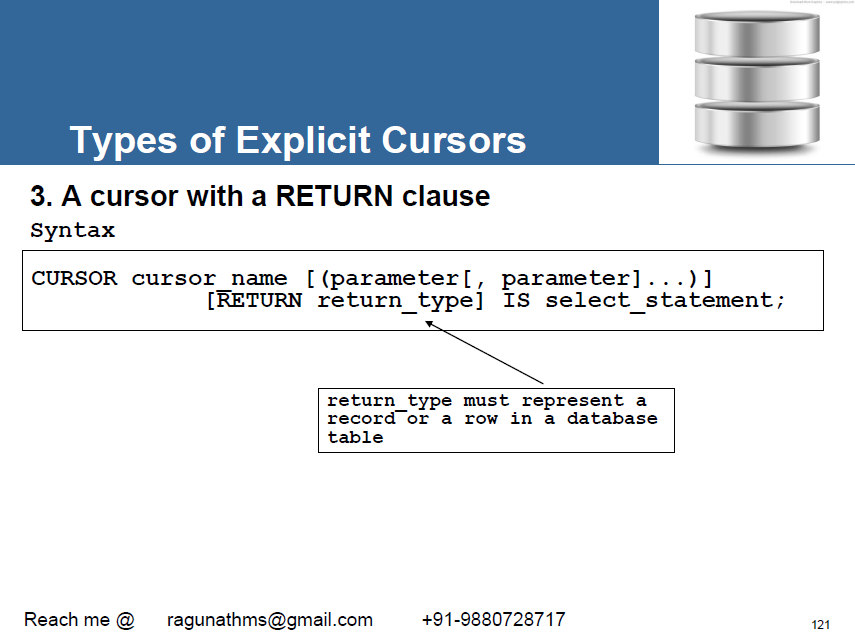 Types of Explicit Cursors
3. A cursor with a RETURN clause
Syntax
CURSOR cursor_name [(parameter[, parameter]...)]
[RETURN return_type] IS select_statement;
return_type must represent a
record or a row in a database
table
Reach me @ ragunathms@gmail.com +91-9880728717
121